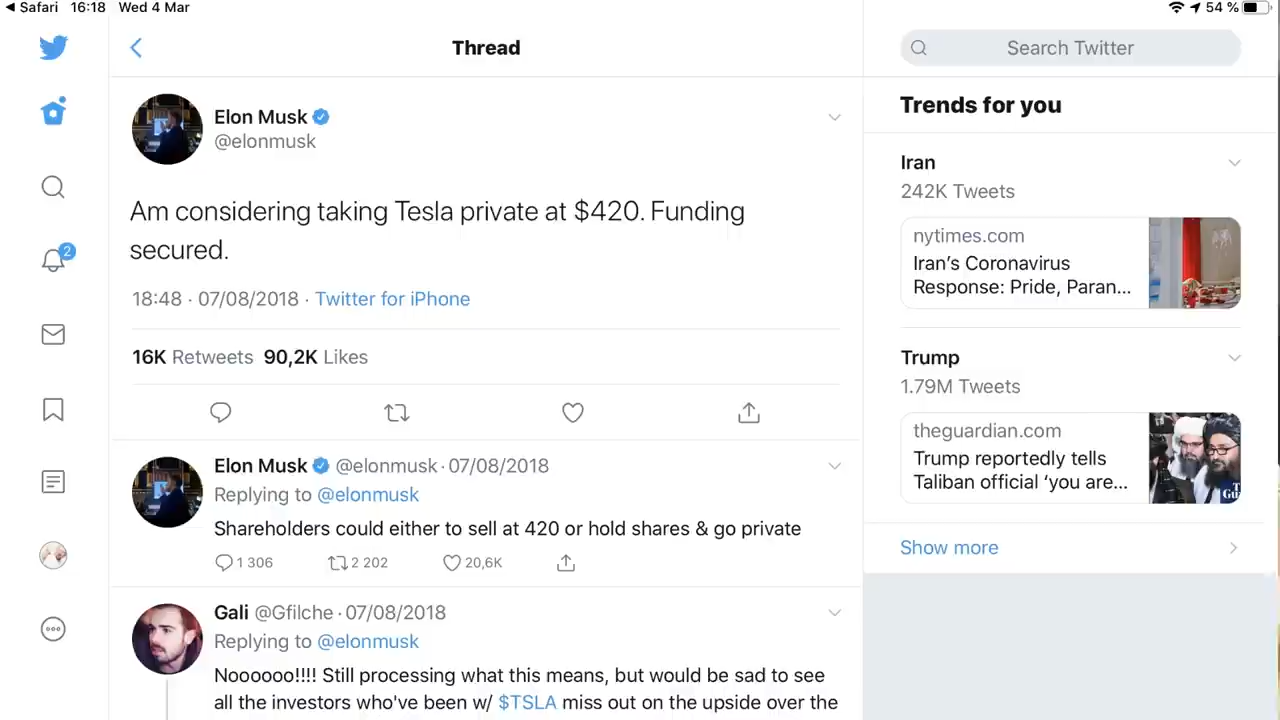 Safari 16:18 Wed 4 Mar
54 %
Thread
Elon Musk
@elonmusk
Am considering taking Tesla private at $420. Funding
secured.
18:48 · 07/08/2018 · Twitter for iPhone
16K Retweets 90,2K Likes
Elon Musk @elonmusk · 07/08/2018
Replying to @elonmusk
Shareholders could either to sell at 420 or hold shares & go private
1 306 2 202 20,6K
Gali @Gfilche · 07/08/2018
Replying to @elonmusk
Noooooo!!!! Still processing what this means, but would be sad to see
all the investors who've been w/ $TSLA miss out on the upside over the
2
Search Twitter
Trends for you
Iran
242K Tweets
nytimes.com
Iran's Coronavirus
Response: Pride, Paran...
Trump
1.79M Tweets
theguardian.com
Trump reportedly tells
Taliban official ‘you are...
Show more